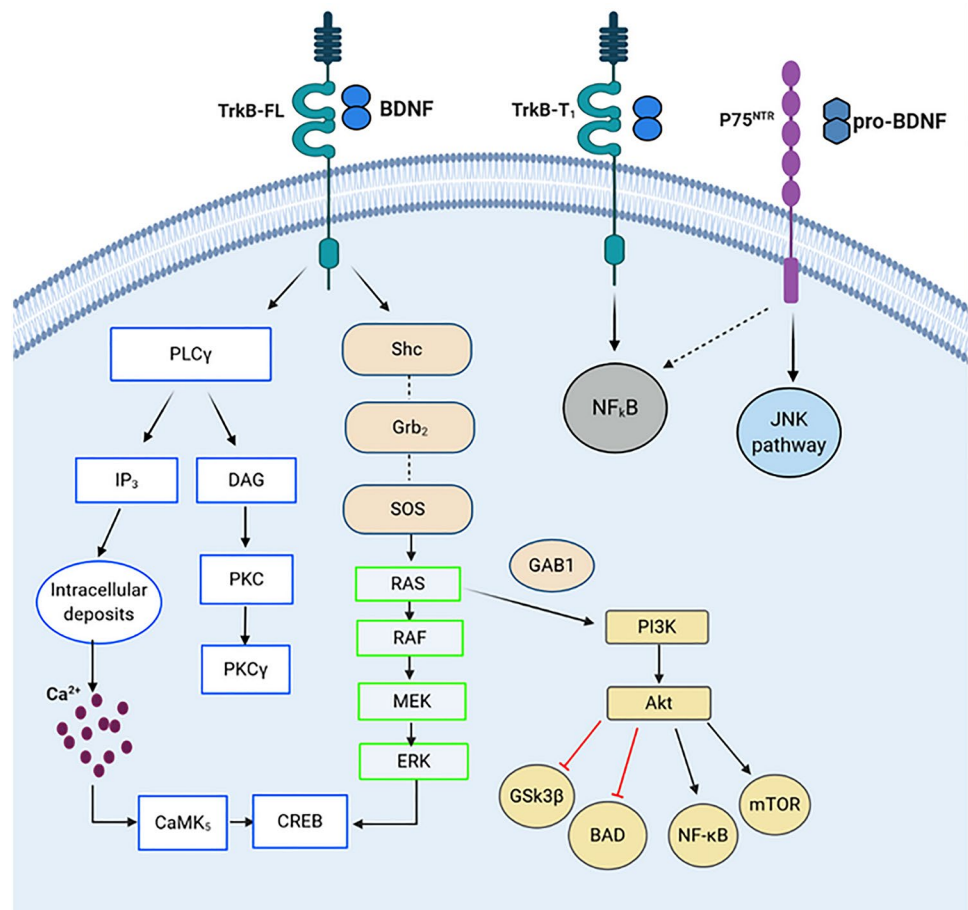 TrkB-FL
BDNF
TrkB-T₁
P75ᴺᵀᴿ
pro-BDNF
PLCγ
Shc
Grb₂
SOS
NFₖB
JNK
pathway
IP₃
DAG
Intracellular
deposits
PKC
PKCγ
Ca²⁺
RAS
GAB1
RAF
PI3K
MEK
Akt
ERK
GSk3β
BAD
NF-κB
mTOR
CaMK₅
CREB